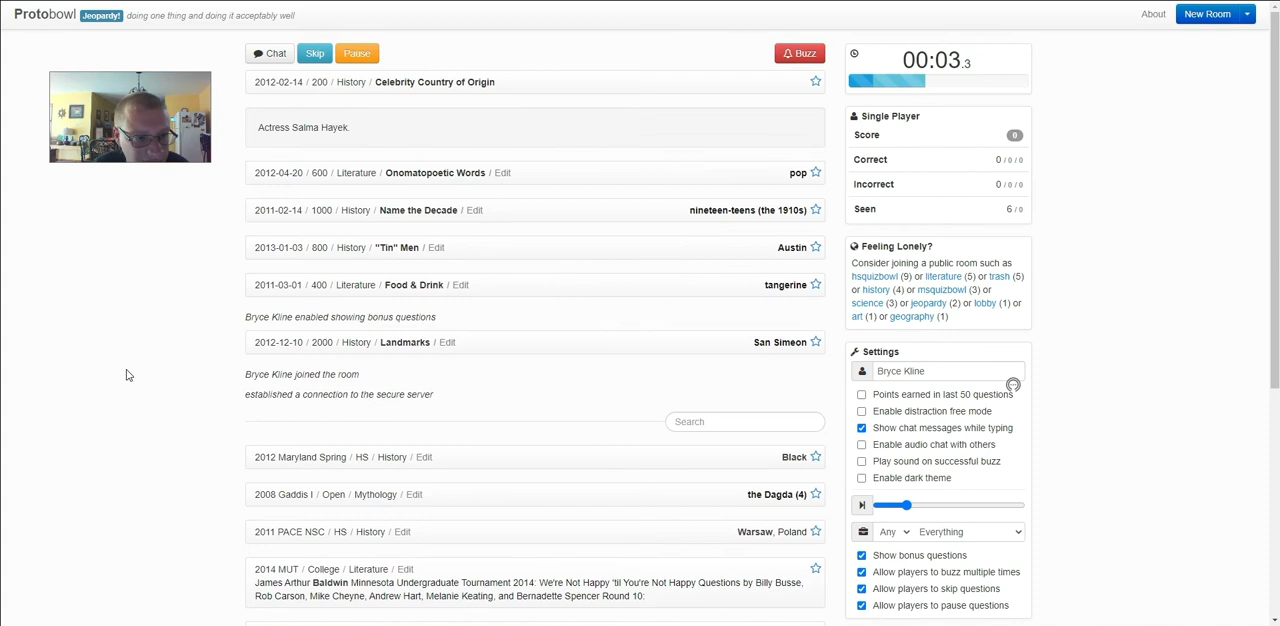 Protobowl Jeopardy! doing one thing and doing it acceptably well
About
New Room
Chat
Skip
Pause
Buzz
2012-02-14 / 200 / History / Celebrity Country of Origin
Actress Salma Hayek.
2012-04-20 / 600 / Literature / Onomatopoetic Words / Edit pop
2011-02-14 / 1000 / History / Name the Decade / Edit nineteen-teens (the 1910s)
2013-01-03 / 800 / History / "Tin" Men / Edit Austin
2011-03-01 / 400 / Literature / Food & Drink / Edit tangerine
Bryce Kline enabled showing bonus questions
2012-12-10 / 2000 / History / Landmarks / Edit San Simeon
Bryce Kline joined the room
established a connection to the secure server
Search
2012 Maryland Spring / HS / History / Edit Black
2008 Gaddis I / Open / Mythology / Edit the Dagda (4)
2011 PACE NSC / HS / History / Edit Warsaw, Poland
2014 MUT / College / Literature / Edit
James Arthur Baldwin Minnesota Undergraduate Tournament 2014: We're Not Happy 'til You're Not Happy Questions by Billy Busse,
Rob Carson, Mike Cheyne, Andrew Hart, Melanie Keating, and Bernadette Spencer Round 10:
00:03.3
Single Player
Score 0
Correct 0 / 0 / 0
Incorrect 0 / 0 / 0
Seen 6 / 0
Feeling Lonely?
Consider joining a public room such as
hsquizbowl (9) or literature (5) or trash (5)
or history (4) or msquizbowl (3) or
science (3) or jeopardy (2) or lobby (1) or
art (1) or geography (1)
Settings
Bryce Kline
Points earned in last 50 questions
Enable distraction free mode
Show chat messages while typing
Enable audio chat with others
Play sound on successful buzz
Enable dark theme
Any Everything
Show bonus questions
Allow players to buzz multiple times
Allow players to skip questions
Allow players to pause questions